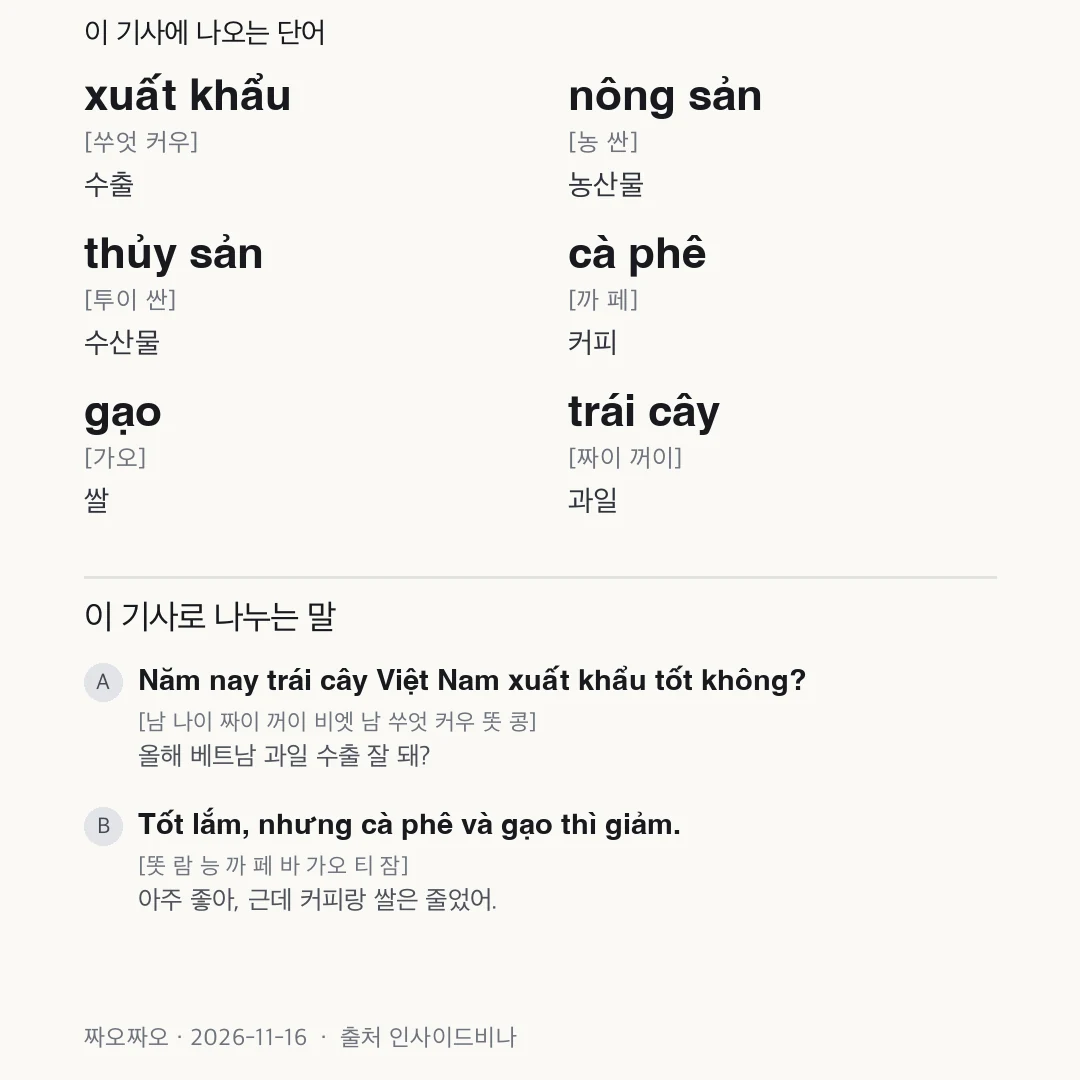 이 기사에 나오는 단어
xuất khẩu
[쑤엇 커우]
수출
nông sản
[농 싼]
농산물
thủy sản
[투이 싼]
수산물
cà phê
[까 페]
커피
gạo
[가오]
쌀
trái cây
[짜이 꺼이]
과일
이 기사로 나누는 말
A
Năm nay trái cây Việt Nam xuất khẩu tốt không?
[남 나이 짜이 꺼이 비엣 남 쑤엇 커우 똣 콩]
올해 베트남 과일 수출 잘 돼?
B
Tốt lắm, nhưng cà phê và gạo thì giảm.
[똣 람 능 까 페 바 가오 티 잠]
아주 좋아, 근데 커피랑 쌀은 줄었어.
짜오짜오 · 2026-11-16 · 출처 인사이드비나